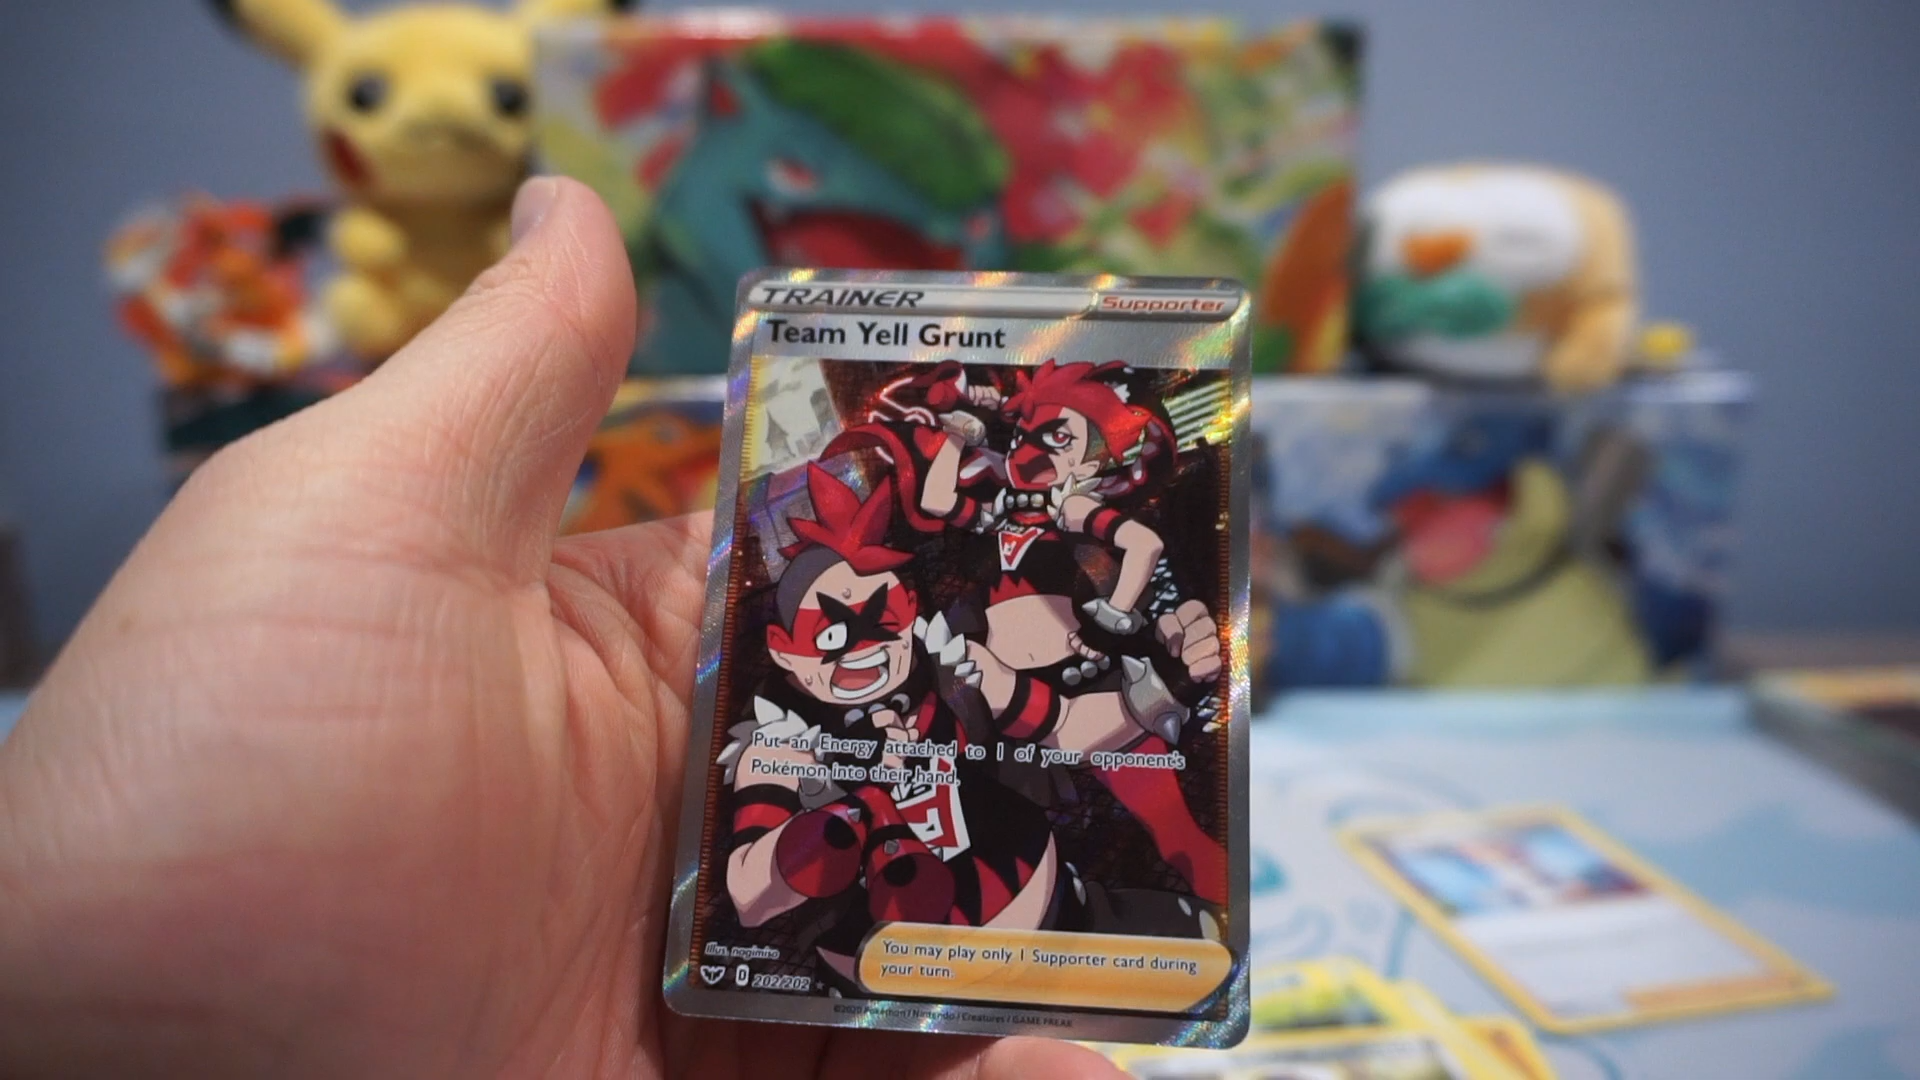 TRAINER Supporter
Team Yell Grunt
Put an Energy attached to 1 of your opponent's
Pokémon into their hand.
Illus. nagimiso
You may play only 1 Supporter card during
your turn.
D 202/202
©2020 Pokémon / Nintendo / Creatures / GAME FREAK